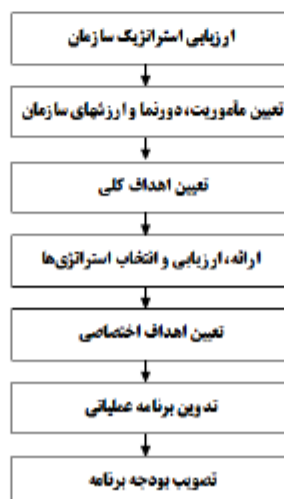 ارزیابی استراتژیک سازمان
تعیین مأموریت، دورنما و ارزشهای سازمان
تعیین اهداف کلی
ارائه، ارزیابی و انتخاب استراتژی‌ها
تعیین اهداف اختصاصی
تدوین برنامه عملیاتی
تصویب بودجه برنامه